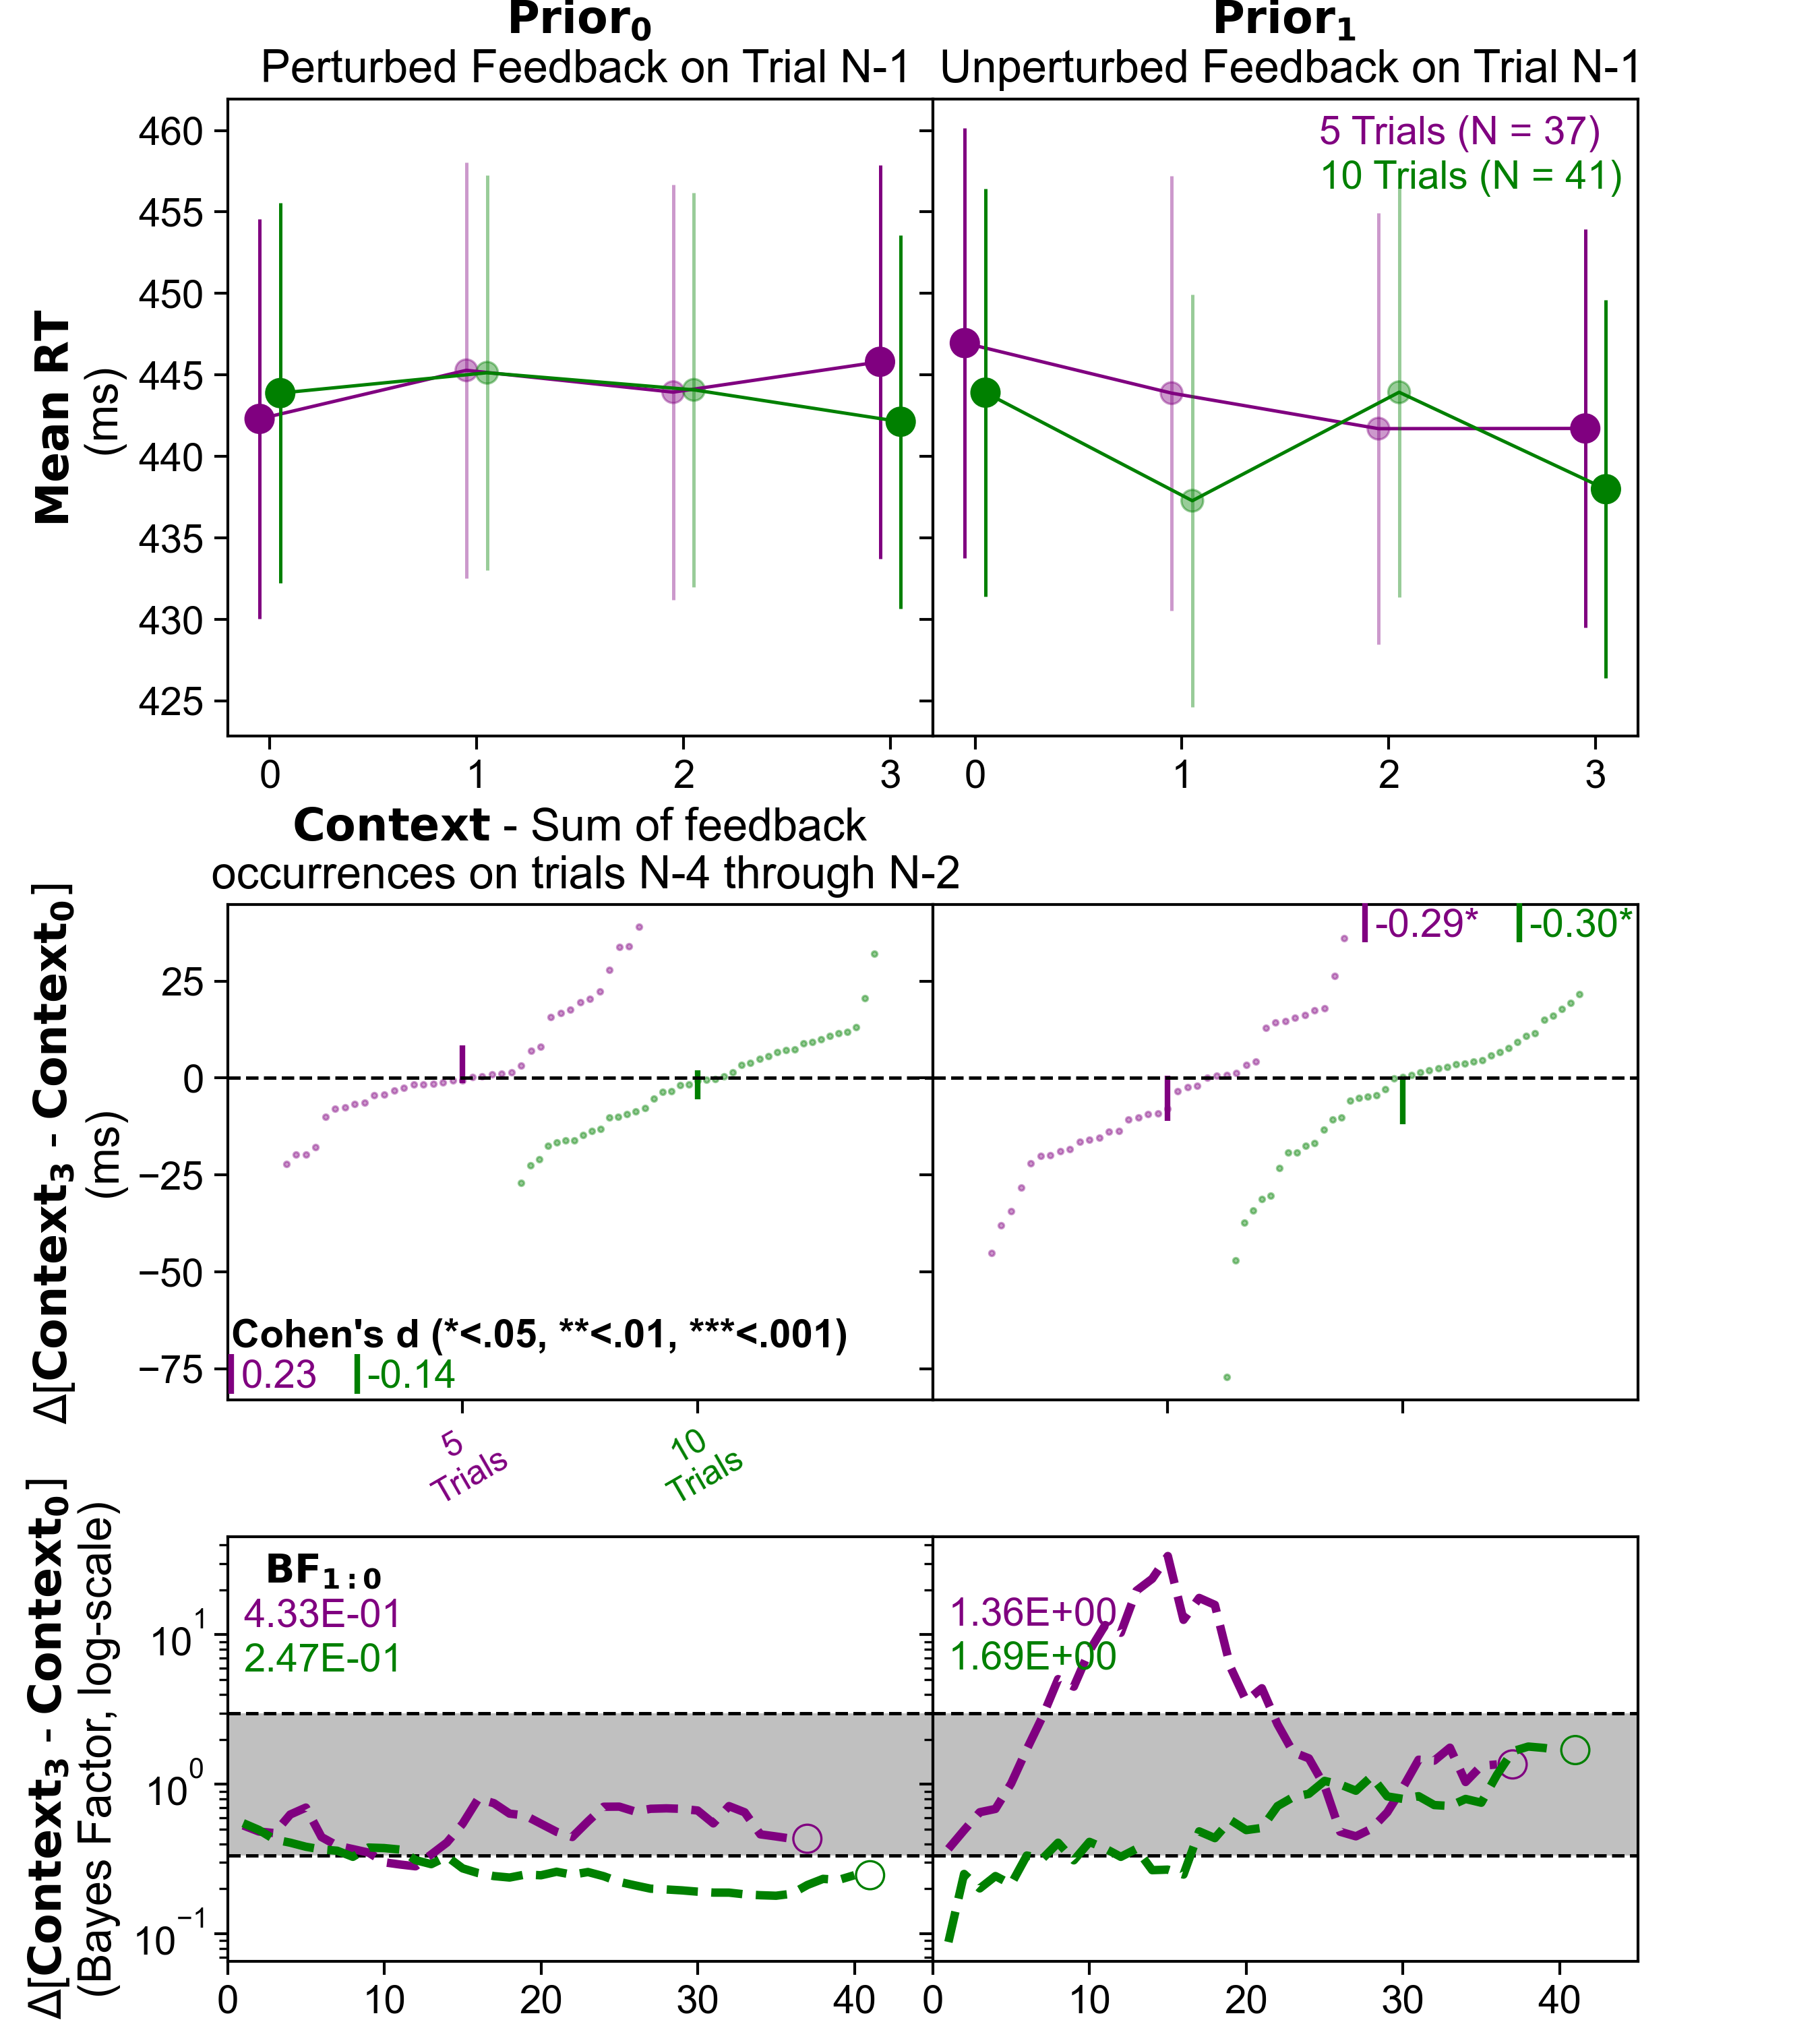 Prior0 Prior1
Perturbed Feedback on Trial N-1 Unperturbed Feedback on Trial N-1
5 Trials (N = 37)
10 Trials (N = 41)
Mean RT
(ms)
460
455
450
445
440
435
430
425
0 1 2 3 0 1 2 3
Context - Sum of feedback
occurrences on trials N-4 through N-2
Δ[Context3 - Context0]
(ms)
25
0
−25
−50
−75
-0.29* -0.30*
Cohen's d (*<.05, **<.01, ***<.001)
0.23 -0.14
5
Trials
10
Trials
Δ[Context3 - Context0]
(Bayes Factor, log-scale)
BF1:0
4.33E-01
2.47E-01
1.36E+00
1.69E+00
10^1
10^0
10^−1
0 10 20 30 40 0 10 20 30 40